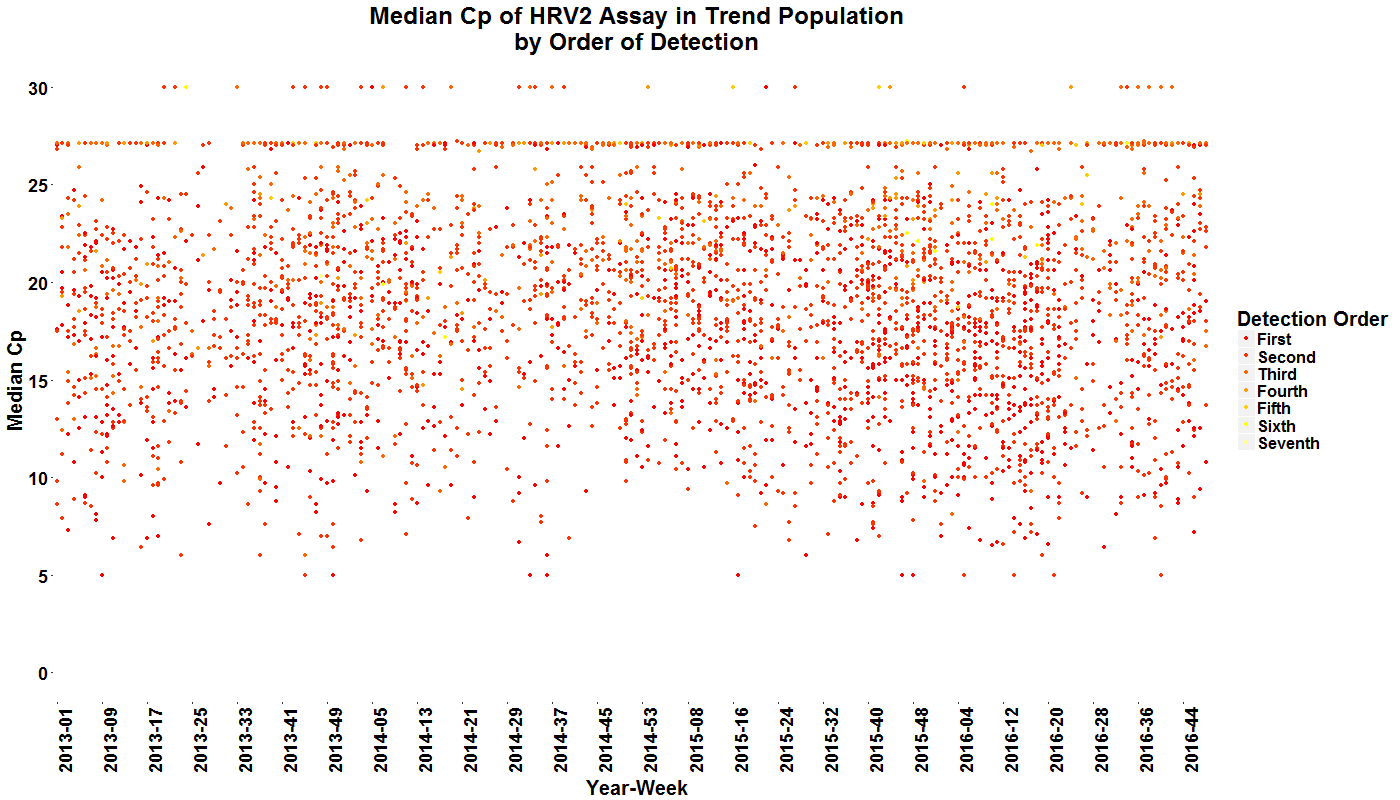 Median Cp of HRV2 Assay in Trend Population
by Order of Detection
30
25
20
15
10
5
0
Median Cp
2013-01
2013-09
2013-17
2013-25
2013-33
2013-41
2013-49
2014-05
2014-13
2014-21
2014-29
2014-37
2014-45
2014-53
2015-08
2015-16
2015-24
2015-32
2015-40
2015-48
2016-04
2016-12
2016-20
2016-28
2016-36
2016-44
Year-Week
Detection Order
First
Second
Third
Fourth
Fifth
Sixth
Seventh